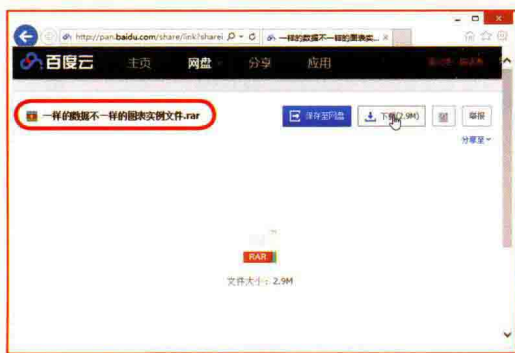 http://pan.baidu.com/share/link?sharei
一样的数据不一样的图表实...
百度云 主页 网盘 分享 应用
一样的数据不一样的图表实例文件.rar
保存至网盘 下载(2.9M) 举报
分享至
RAR
文件大小：2.9M